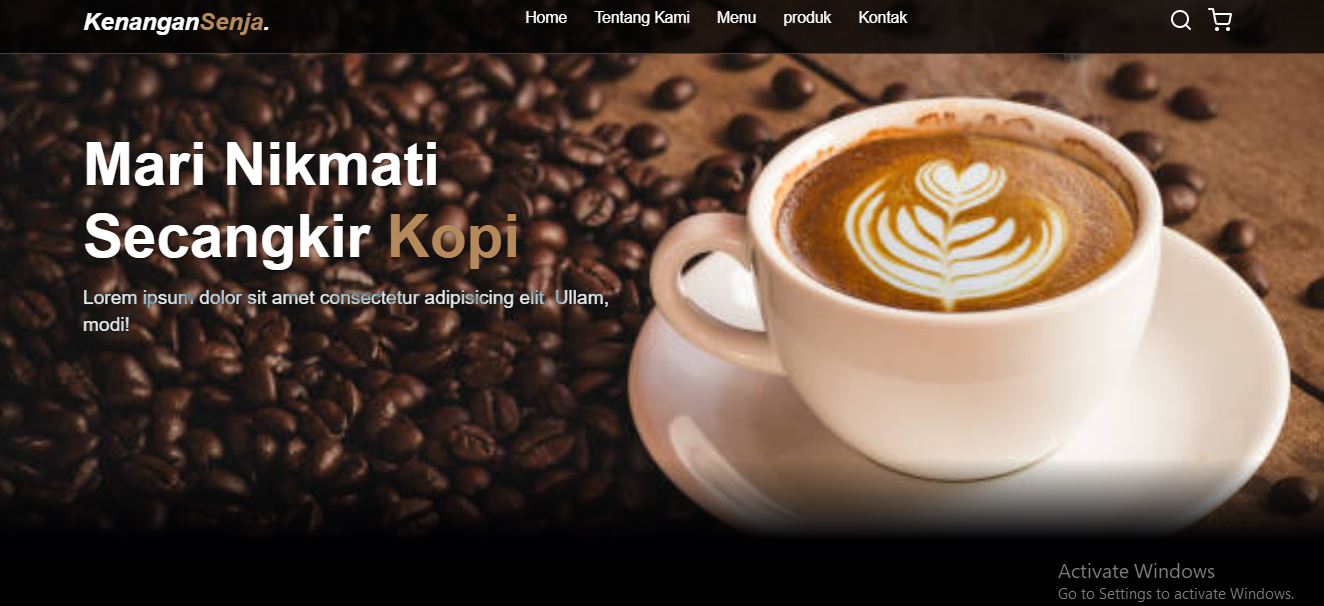 KenanganSenja.
Home Tentang Kami Menu produk Kontak
Mari Nikmati
Secangkir Kopi
Lorem ipsum dolor sit amet consectetur adipisicing elit. Ullam,
modi!
Activate Windows
Go to Settings to activate Windows.